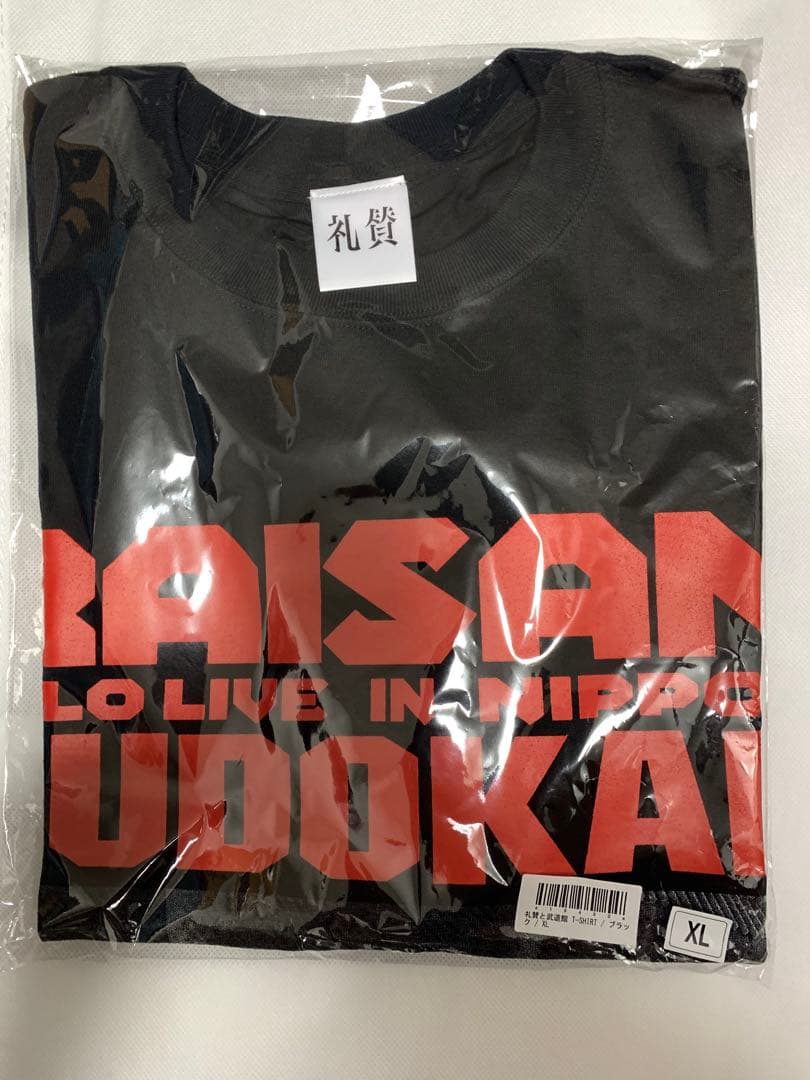 礼賛
RAISAN
LO LIVE IN NIPPO
UDOKAN
礼賛と武道館 T-SHIRT / ブラッ
ク / XL
XL